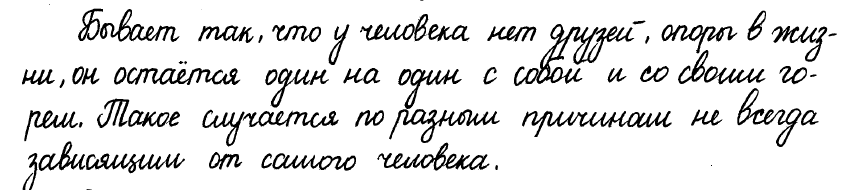 Бывает так, что у человека нет друзей, опоры в жиз-
ни, он остаётся один на один с собой и со своим го-
рем. Такое случается по разным причинам не всегда
зависящим от самого человека.